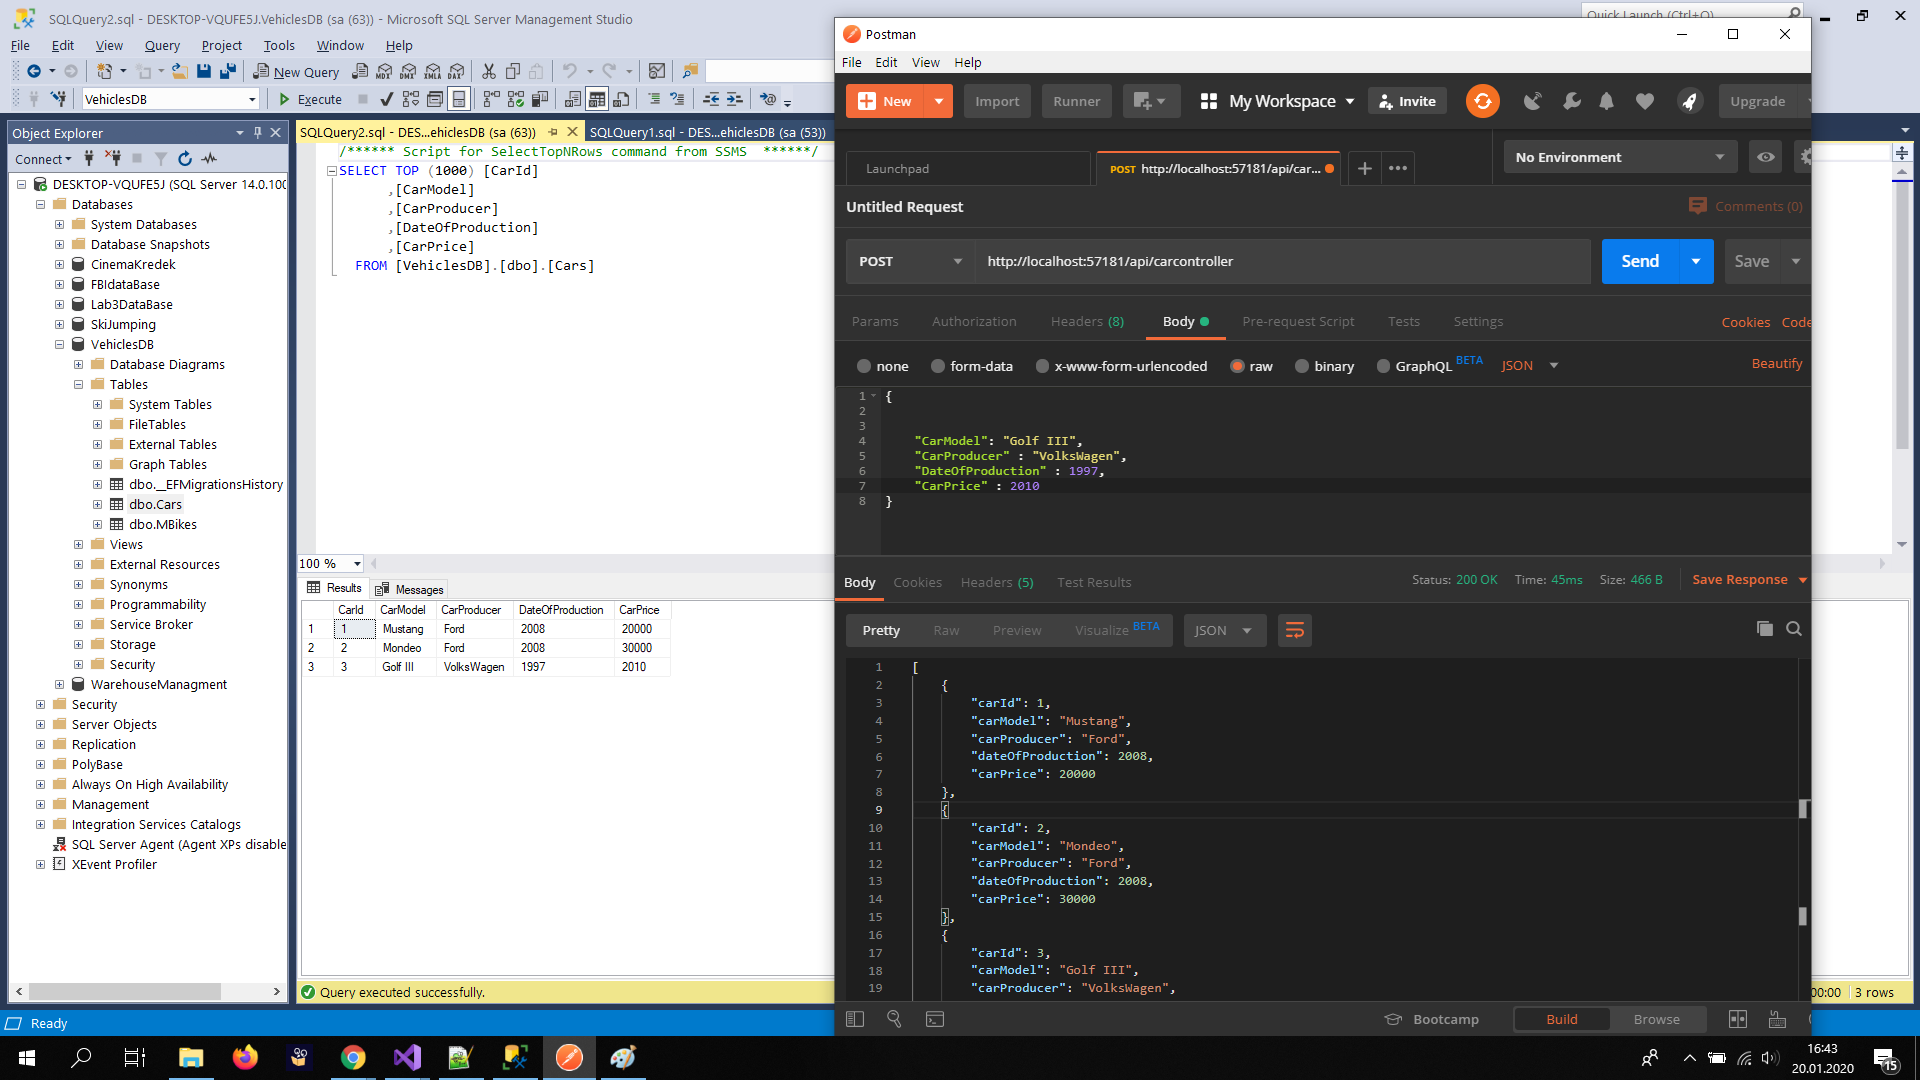 SQLQuery2.sql - DESKTOP-VQUFE5J.VehiclesDB (sa (63)) - Microsoft SQL Server Management Studio
Quick Launch (Ctrl+Q)
File Edit View Query Project Tools Window Help
New Query
MDX DMX XMLA DAX
VehiclesDB
Execute
Object Explorer
Connect
DESKTOP-VQUFE5J (SQL Server 14.0.100
Databases
System Databases
Database Snapshots
CinemaKredek
FBIdataBase
Lab3DataBase
SkiJumping
VehiclesDB
Database Diagrams
Tables
System Tables
FileTables
External Tables
Graph Tables
dbo.__EFMigrationsHistory
dbo.Cars
dbo.MBikes
Views
External Resources
Synonyms
Programmability
Service Broker
Storage
Security
WarehouseManagment
Security
Server Objects
Replication
PolyBase
Always On High Availability
Management
Integration Services Catalogs
SQL Server Agent (Agent XPs disable
XEvent Profiler
SQLQuery2.sql - DES...ehiclesDB (sa (63))
SQLQuery1.sql - DES...ehiclesDB (sa (53))
/****** Script for SelectTopNRows command from SSMS ******/
SELECT TOP (1000) [CarId]
,[CarModel]
,[CarProducer]
,[DateOfProduction]
,[CarPrice]
FROM [VehiclesDB].[dbo].[Cars]
100 %
Results Messages
CarId CarModel CarProducer DateOfProduction CarPrice
1 1 Mustang Ford 2008 20000
2 2 Mondeo Ford 2008 30000
3 3 Golf III VolksWagen 1997 2010
Query executed successfully.
00:00 3 rows
Ready
Postman
File Edit View Help
New Import Runner My Workspace Invite Upgrade
Launchpad
POST http://localhost:57181/api/car...
No Environment
Untitled Request
Comments (0)
POST http://localhost:57181/api/carcontroller Send Save
Params Authorization Headers (8) Body Pre-request Script Tests Settings Cookies Code
none form-data x-www-form-urlencoded raw binary GraphQL BETA JSON Beautify
1 {
2
3
4 "CarModel": "Golf III",
5 "CarProducer" : "VolksWagen",
6 "DateOfProduction" : 1997,
7 "CarPrice" : 2010
8 }
Body Cookies Headers (5) Test Results Status: 200 OK Time: 45ms Size: 466 B Save Response
Pretty Raw Preview Visualize BETA JSON
1 [
2 {
3 "carId": 1,
4 "carModel": "Mustang",
5 "carProducer": "Ford",
6 "dateOfProduction": 2008,
7 "carPrice": 20000
8 },
9 {
10 "carId": 2,
11 "carModel": "Mondeo",
12 "carProducer": "Ford",
13 "dateOfProduction": 2008,
14 "carPrice": 30000
15 },
16 {
17 "carId": 3,
18 "carModel": "Golf III",
19 "carProducer": "VolksWagen",
Bootcamp Build Browse
16:43
20.01.2020
15